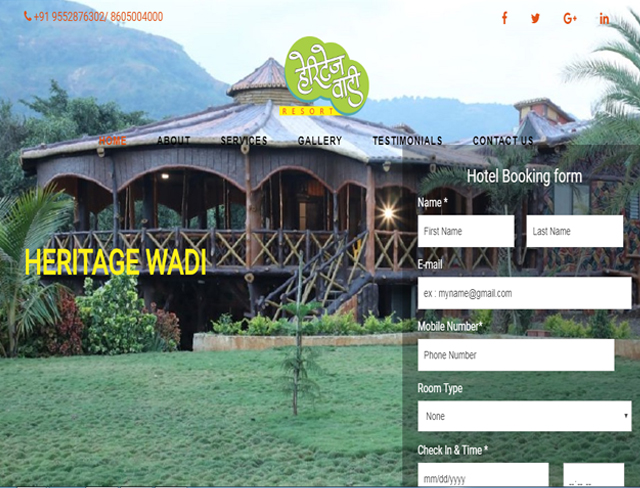 +91 9552876302/ 8605004000
हेरिटेज
वाडी
RESORT
HOME ABOUT SERVICES GALLERY TESTIMONIALS CONTACT US
Hotel Booking form
Name *
First Name Last Name
HERITAGE WADI
E-mail
ex : myname@gmail.com
Mobile Number*
Phone Number
Room Type
None
Check In & Time *
mm/dd/yyyy --:-- --